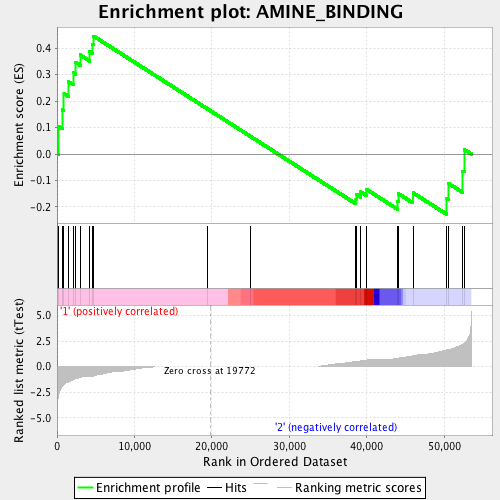 Enrichment plot: AMINE_BINDING
Enrichment score (ES)
0.4
0.3
0.2
0.1
0.0
-0.1
-0.2
'1' (positively correlated)
Ranked list metric (tTest)
5.0
2.5
0.0
-2.5
-5.0
Zero cross at 19772
'2' (negatively correlated)
0 10,000 20,000 30,000 40,000 50,000
Rank in Ordered Dataset
Enrichment profile Hits Ranking metric scores